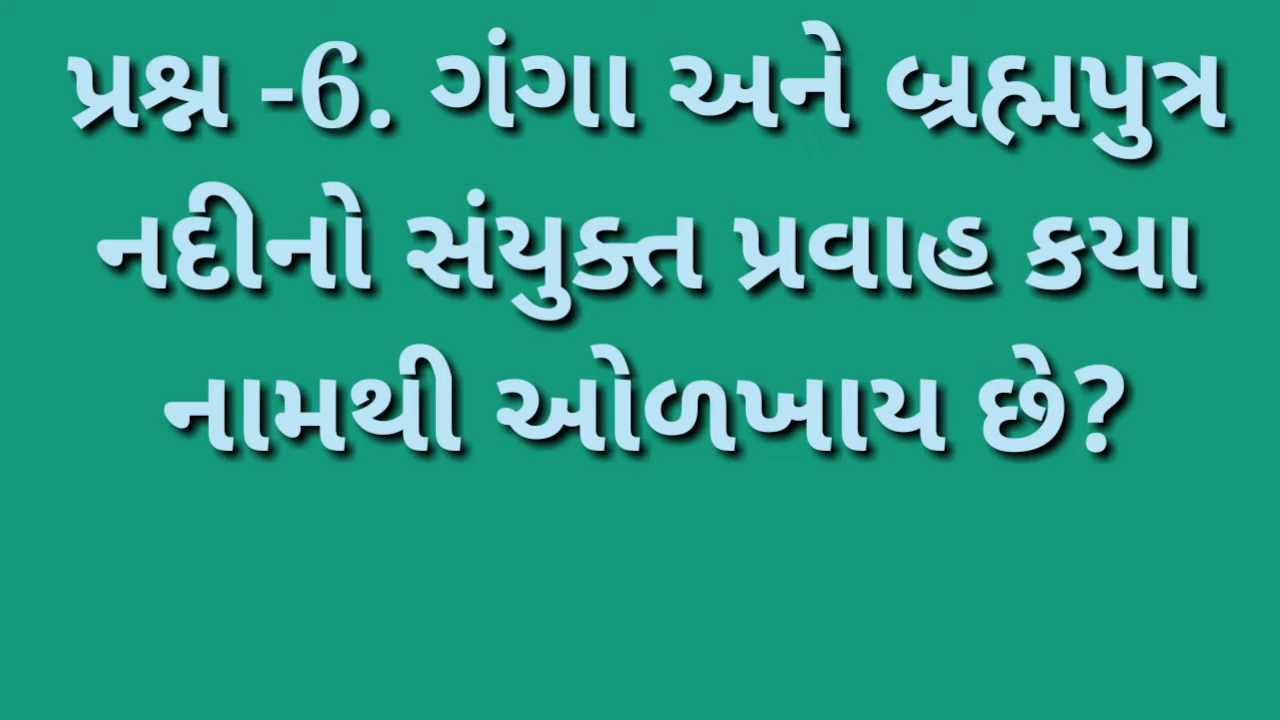 પ્રશ્ન -6. ગંગા અને બ્રહ્મપુત્ર
નદીનો સંયુક્ત પ્રવાહ કયા
નામથી ઓળખાય છે?